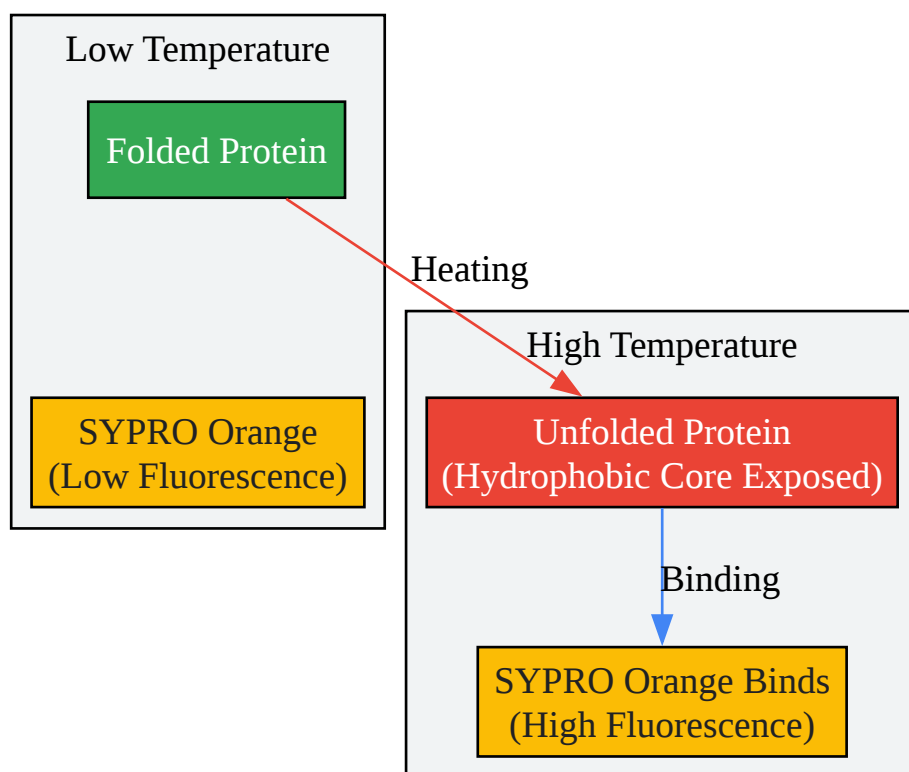 Low Temperature
Folded Protein
Heating
High Temperature
SYPRO Orange
(Low Fluorescence)
Unfolded Protein
(Hydrophobic Core Exposed)
Binding
SYPRO Orange Binds
(High Fluorescence)